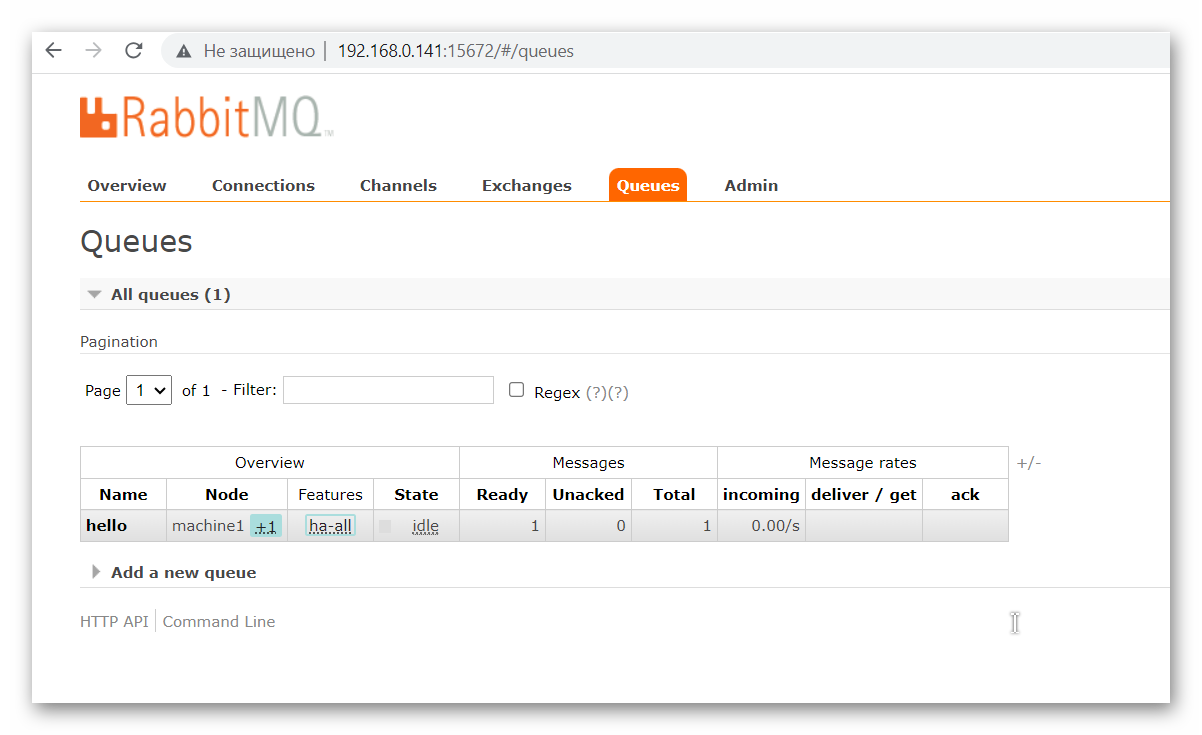 Не защищено | 192.168.0.141:15672/#/queues
RabbitMQ TM
Overview Connections Channels Exchanges Queues Admin
Queues
All queues (1)
Pagination
Page 1 of 1 - Filter: Regex (?)(?)
Overview Messages Message rates +/-
Name Node Features State Ready Unacked Total incoming deliver / get ack
hello machine1 +1 ha-all idle 1 0 1 0.00/s
Add a new queue
HTTP API Command Line